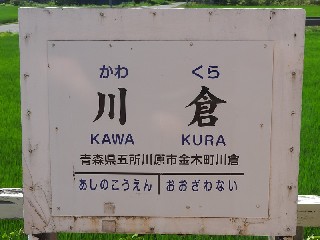 かわ くら
川 倉
KAWA KURA
青森県五所川原市金木町川倉
あしのこうえん おおざわない